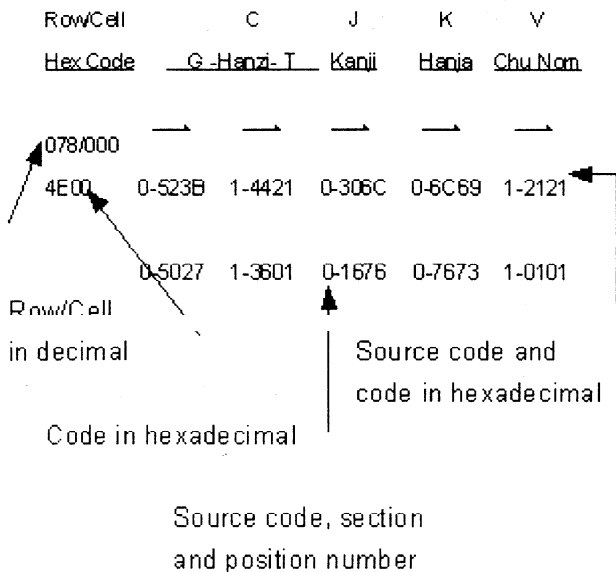 Row/Cell C J K V
Hex Code G -Hanzi- T Kanji Hanja Chu Nom
078/000
4E00 0-523B 1-4421 0-306C 0-6C69 1-2121
0-5027 1-3601 0-1676 0-7673 1-0101
Row/Cell
in decimal
Source code and
code in hexadecimal
Code in hexadecimal
Source code, section
and position number